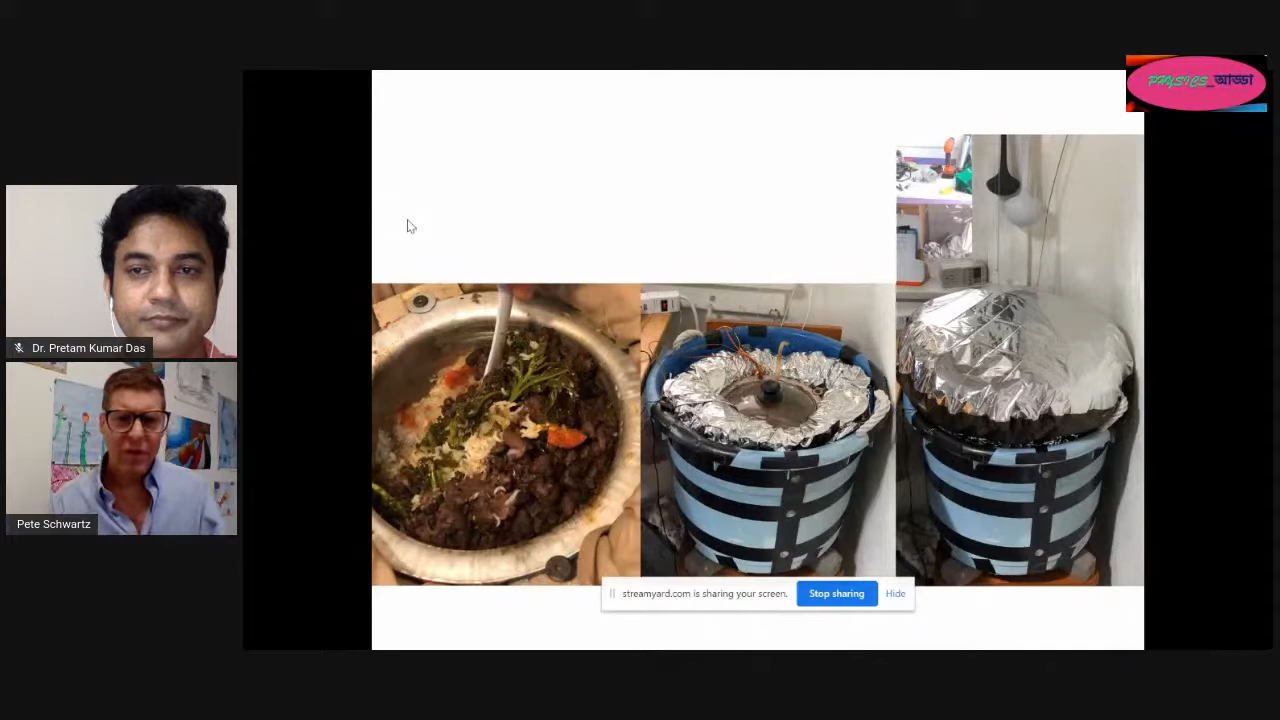 PHYSICS_আড্ডা
Dr. Pretam Kumar Das
Pete Schwartz
streamyard.com is sharing your screen.
Stop sharing
Hide